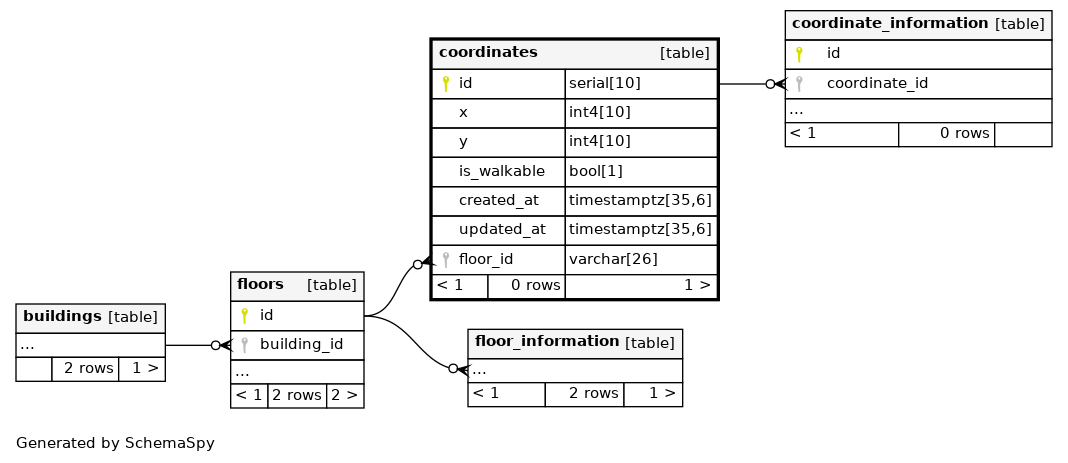 coordinate_information [table]
id
coordinate_id
...
< 1 0 rows
coordinates [table]
id serial[10]
x int4[10]
y int4[10]
is_walkable bool[1]
created_at timestamptz[35,6]
updated_at timestamptz[35,6]
floor_id varchar[26]
< 1 0 rows 1 >
floors [table]
id
building_id
...
< 1 2 rows 2 >
buildings [table]
...
2 rows 1 >
floor_information [table]
...
< 1 2 rows 1 >
Generated by SchemaSpy